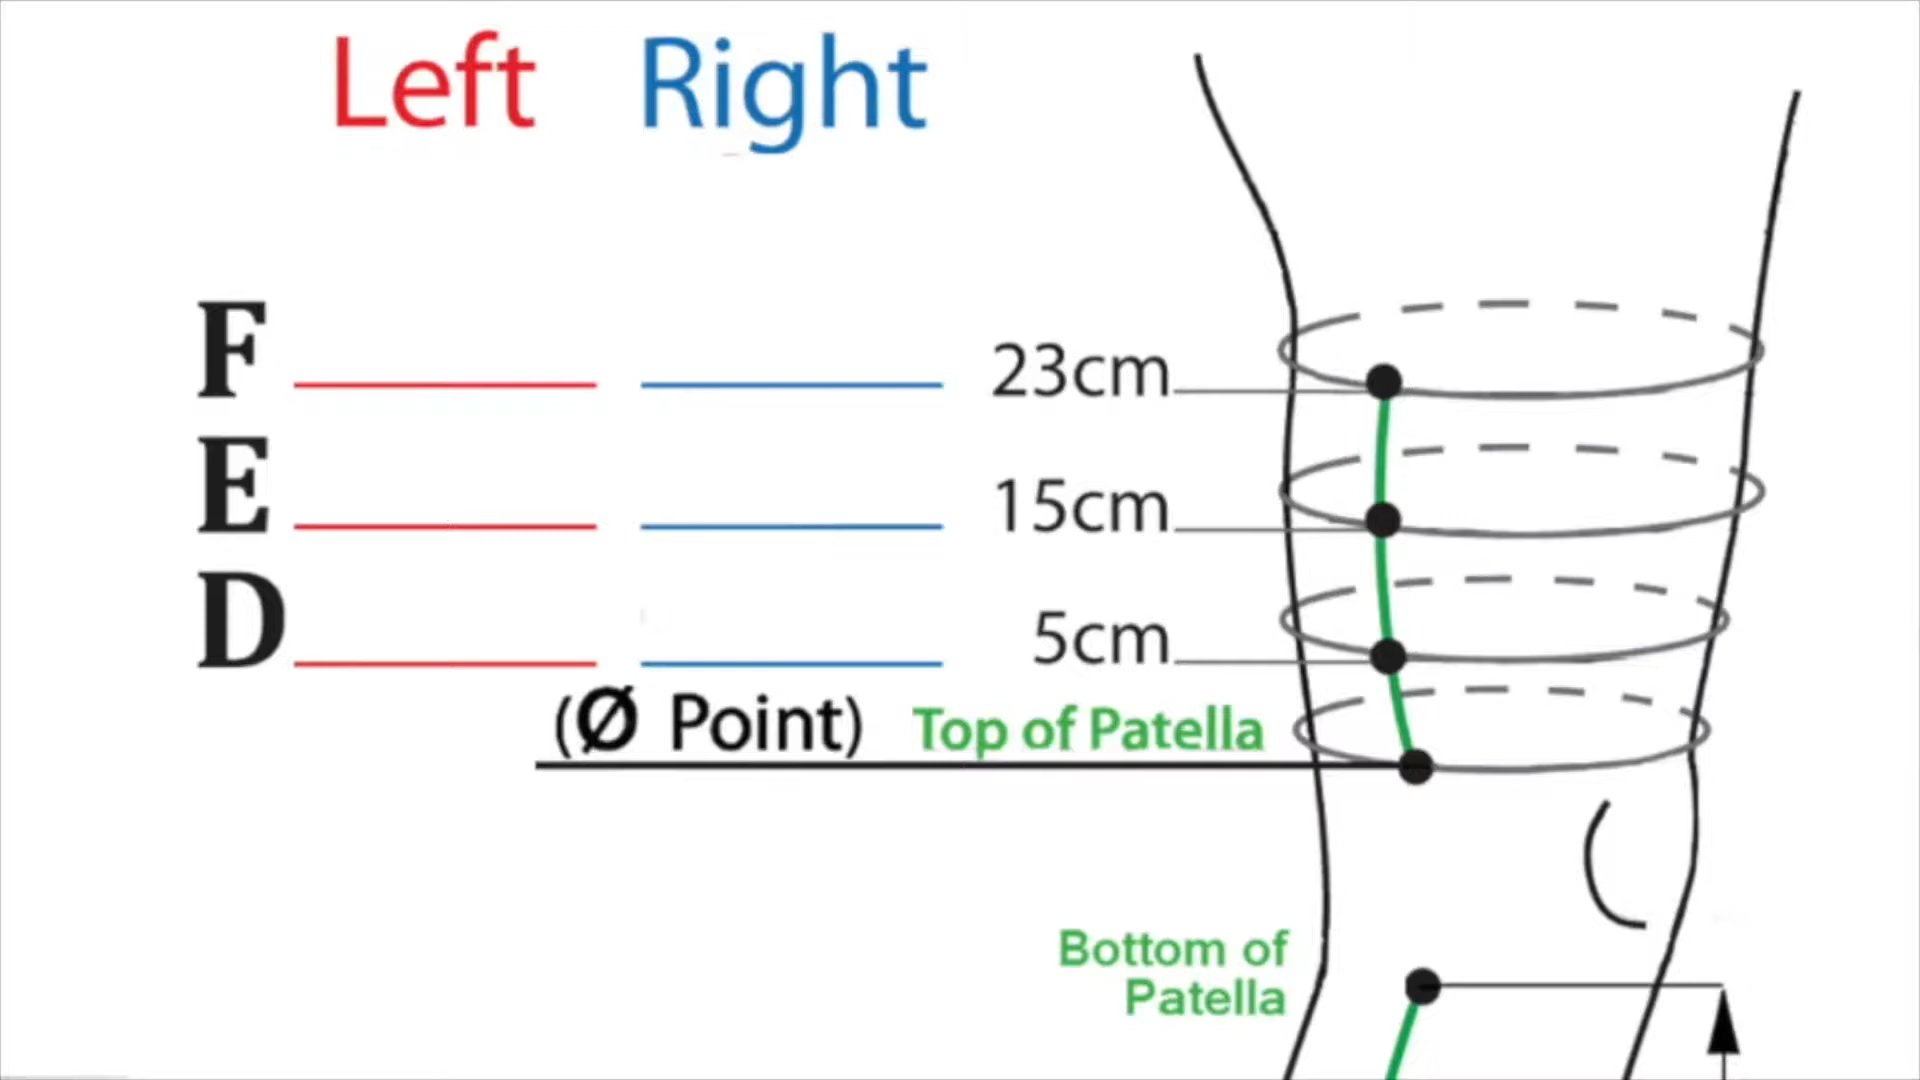 Left Right
F 23cm
E 15cm
D 5cm
(Ø Point) Top of Patella
Bottom of
Patella